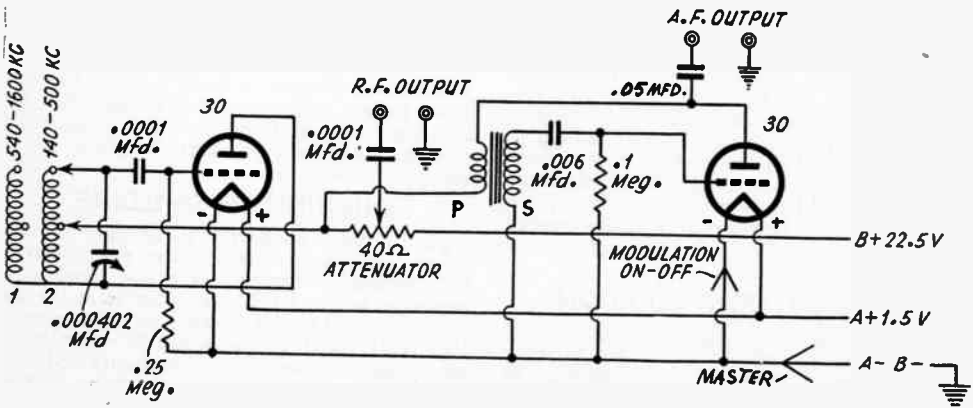 A.F. OUTPUT
R.F. OUTPUT
540-1600 KC
140-500 KC
.0001
Mfd.
30
.0001
Mfd.
.05 MFD.
30
.006
Mfd.
.1
Meg.
P
S
-
+
-
+
40Ω
ATTENUATOR
MODULATION
ON-OFF
B+22.5V
1
2
.000402
Mfd
.25
Meg.
A+1.5V
MASTER
A- B-